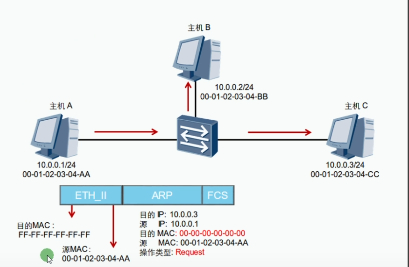 主机 B
10.0.0.2/24
00-01-02-03-04-BB
主机 A
主机 C
10.0.0.1/24
00-01-02-03-04-AA
10.0.0.3/24
00-01-02-03-04-CC
ETH_II ARP FCS
目的MAC:
FF-FF-FF-FF-FF-FF
源MAC:
00-01-02-03-04-AA
目的 IP: 10.0.0.3
源 IP: 10.0.0.1
目的 MAC: 00-00-00-00-00-00
源 MAC: 00-01-02-03-04-AA
操作类型: Request